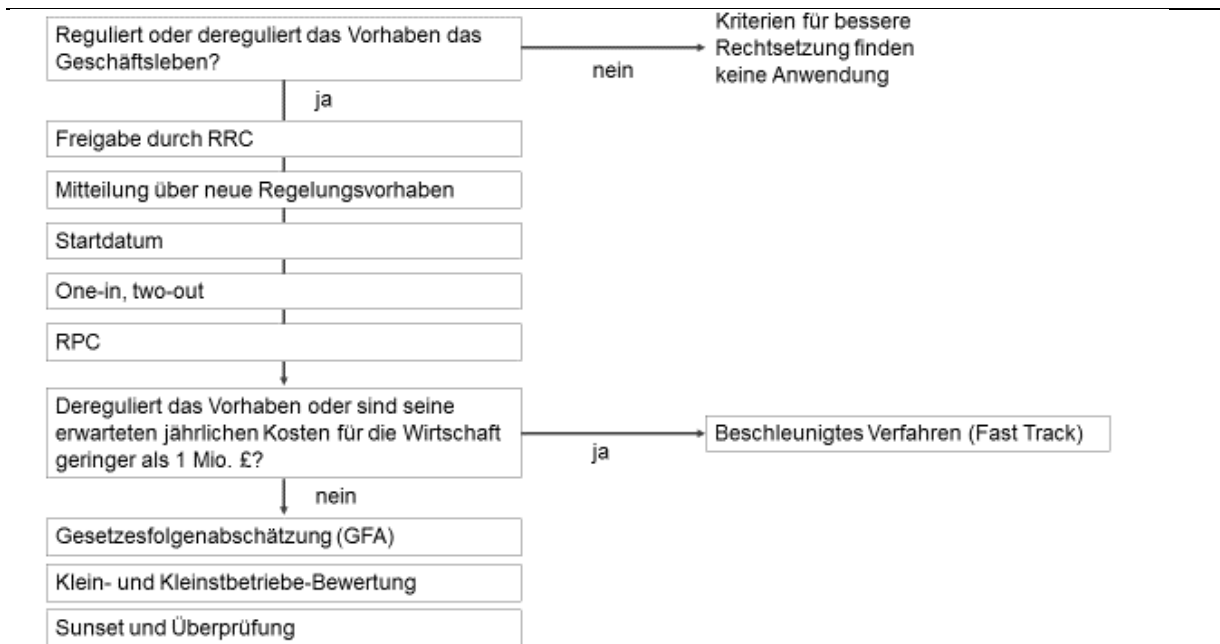 Reguliert oder dereguliert das Vorhaben das
Geschäftsleben?
nein
Kriterien für bessere
Rechtsetzung finden
keine Anwendung
ja
Freigabe durch RRC
Mitteilung über neue Regelungsvorhaben
Startdatum
One-in, two-out
RPC
Dereguliert das Vorhaben oder sind seine
erwarteten jährlichen Kosten für die Wirtschaft
geringer als 1 Mio. £?
ja
Beschleunigtes Verfahren (Fast Track)
nein
Gesetzesfolgenabschätzung (GFA)
Klein- und Kleinstbetriebe-Bewertung
Sunset und Überprüfung